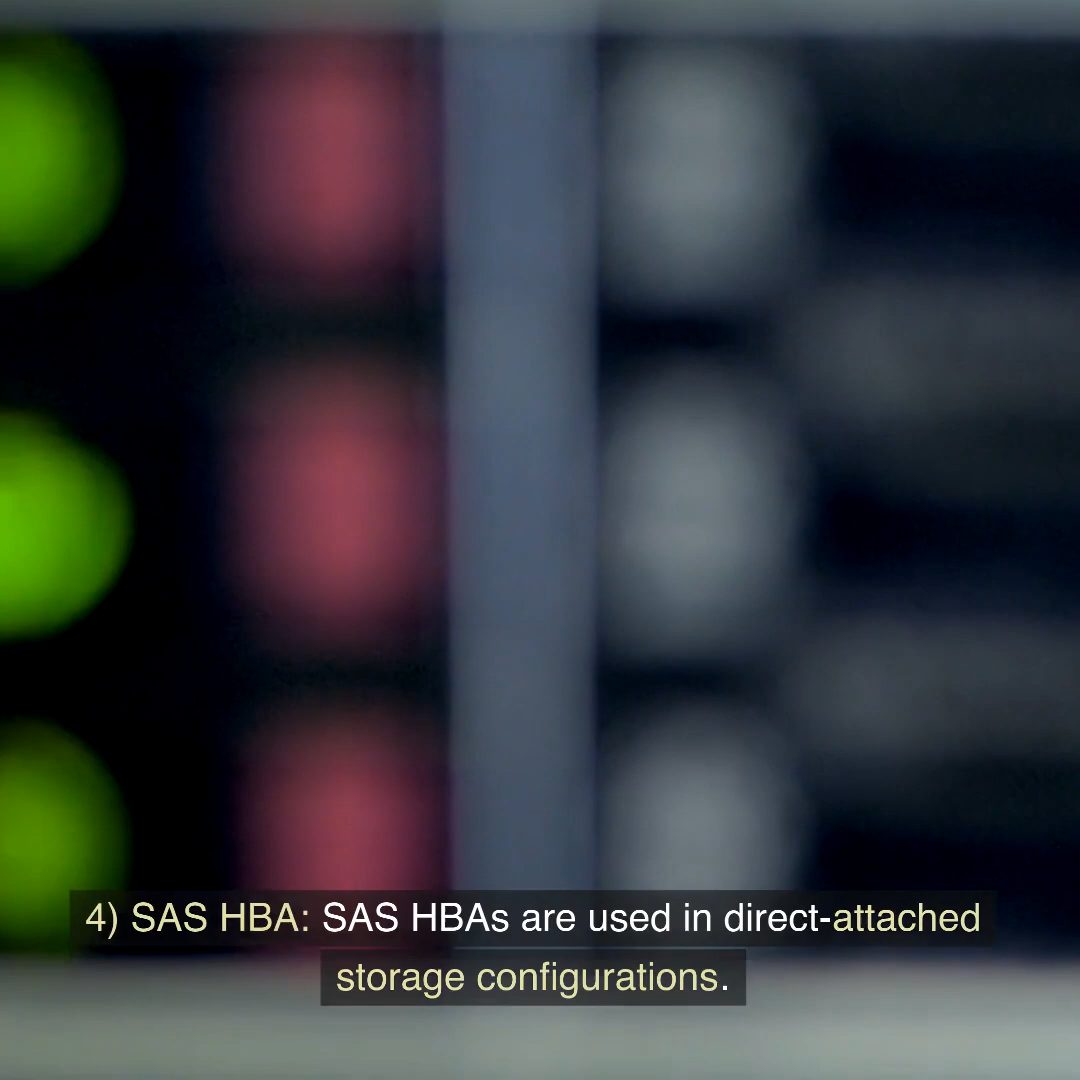 4) SAS HBA: SAS HBAs are used in direct-attached
storage configurations.